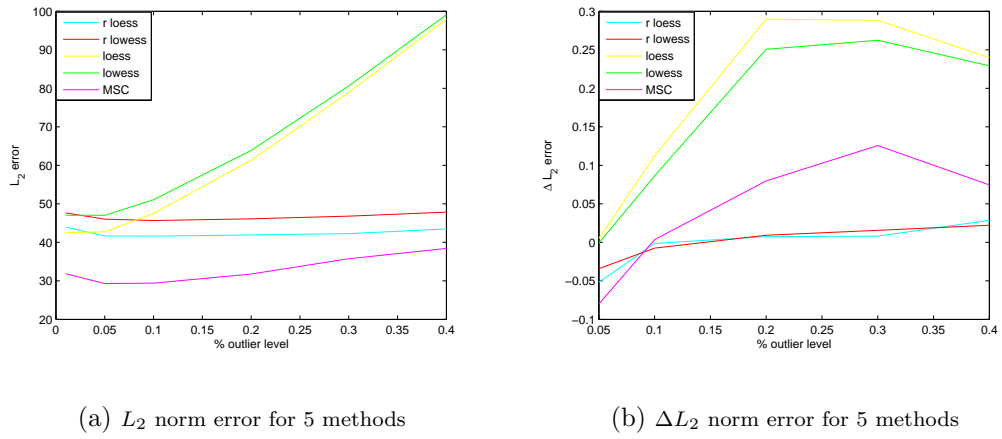 100
90
80
70
60
50
40
30
20
L2 error
0 0.05 0.1 0.15 0.2 0.25 0.3 0.35 0.4
% outlier level
r loess
r lowess
loess
lowess
MSC
0.3
0.25
0.2
0.15
0.1
0.05
0
−0.05
−0.1
Δ L2 error
0.05 0.1 0.15 0.2 0.25 0.3 0.35 0.4
% outlier level
r loess
r lowess
loess
lowess
MSC
(a) L2 norm error for 5 methods
(b) ΔL2 norm error for 5 methods